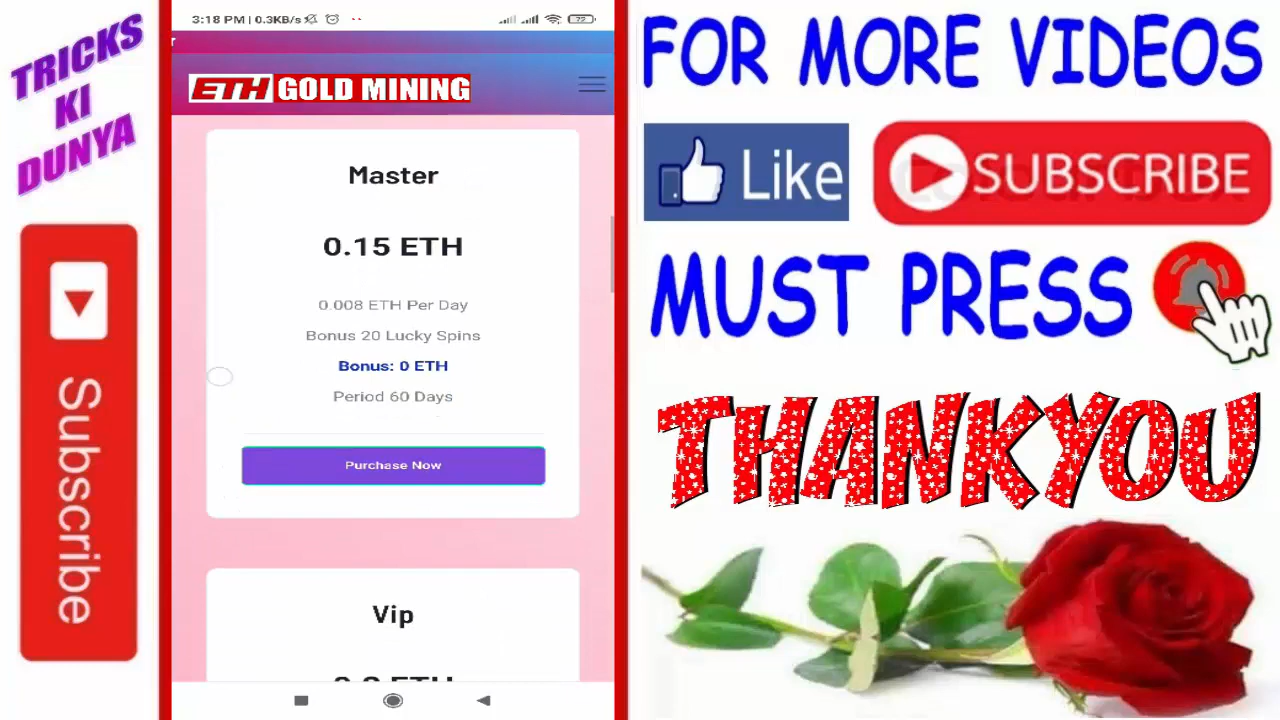 TRICKS
KI
DUNYA
Subscribe
3:18 PM | 0.3KB/s
72
ETH GOLD MINING
Master
0.15 ETH
0.008 ETH Per Day
Bonus 20 Lucky Spins
Bonus: 0 ETH
Period 60 Days
Purchase Now
Vip
FOR MORE VIDEOS
Like
SUBSCRIBE
MUST PRESS
THANKYOU